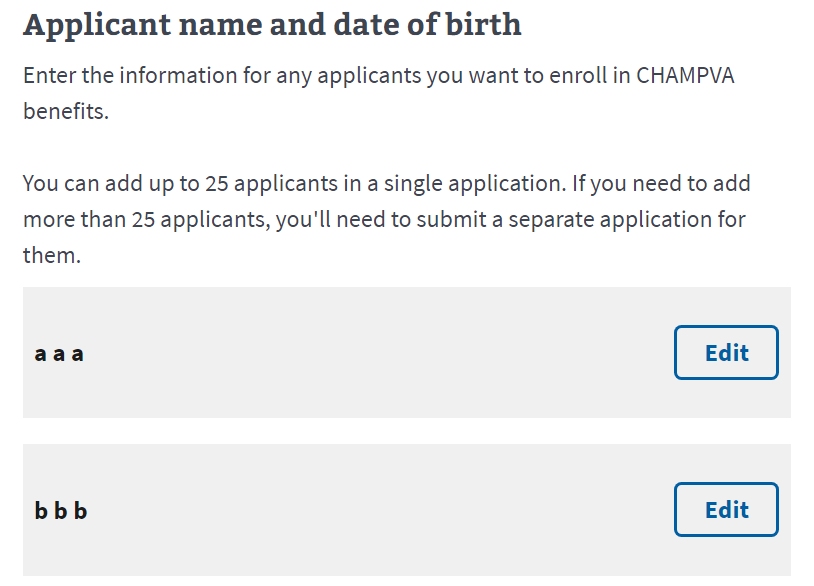 Applicant name and date of birth
Enter the information for any applicants you want to enroll in CHAMPVA
benefits.
You can add up to 25 applicants in a single application. If you need to add
more than 25 applicants, you'll need to submit a separate application for
them.
a a a
Edit
b b b
Edit